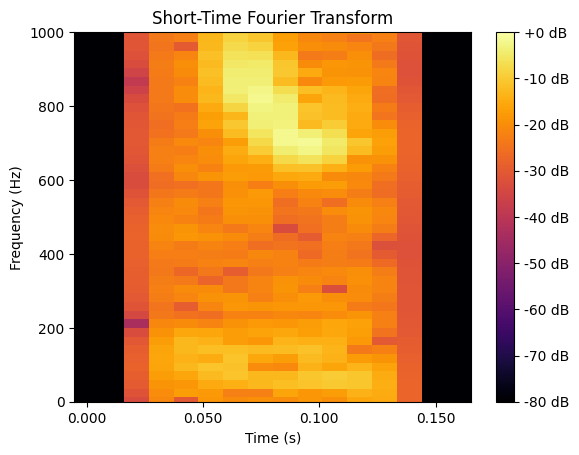 Short-Time Fourier Transform
1000
800
600
400
200
0
Frequency (Hz)
0.000
0.050
0.100
0.150
Time (s)
+0 dB
-10 dB
-20 dB
-30 dB
-40 dB
-50 dB
-60 dB
-70 dB
-80 dB